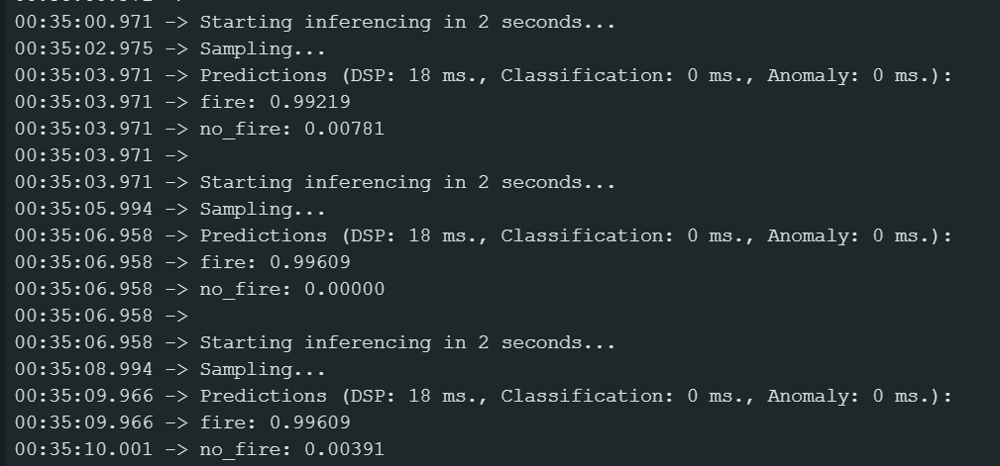 00:35:00.971 -> Starting inferencing in 2 seconds...
00:35:02.975 -> Sampling...
00:35:03.971 -> Predictions (DSP: 18 ms., Classification: 0 ms., Anomaly: 0 ms.):
00:35:03.971 -> fire: 0.99219
00:35:03.971 -> no_fire: 0.00781
00:35:03.971 ->
00:35:03.971 -> Starting inferencing in 2 seconds...
00:35:05.994 -> Sampling...
00:35:06.958 -> Predictions (DSP: 18 ms., Classification: 0 ms., Anomaly: 0 ms.):
00:35:06.958 -> fire: 0.99609
00:35:06.958 -> no_fire: 0.00000
00:35:06.958 ->
00:35:06.958 -> Starting inferencing in 2 seconds...
00:35:08.994 -> Sampling...
00:35:09.966 -> Predictions (DSP: 18 ms., Classification: 0 ms., Anomaly: 0 ms.):
00:35:09.966 -> fire: 0.99609
00:35:10.001 -> no_fire: 0.00391